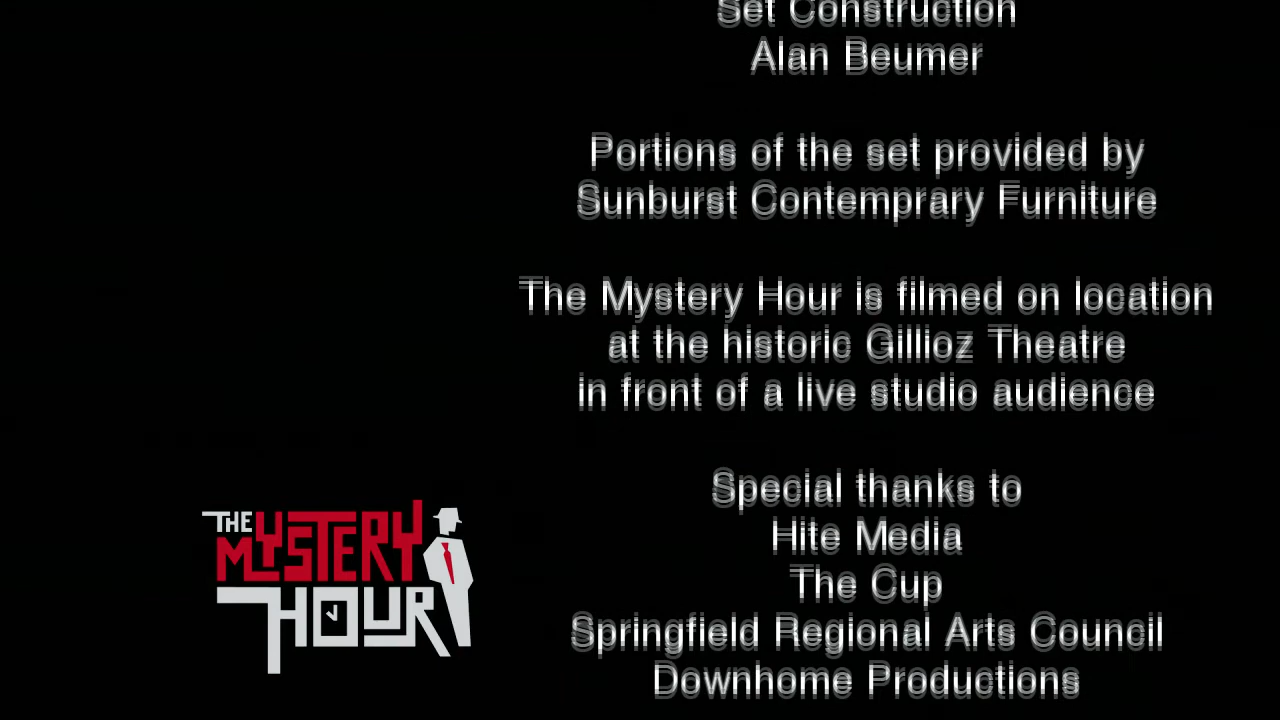 Set Construction
Alan Beumer
Portions of the set provided by
Sunburst Contemprary Furniture
The Mystery Hour is filmed on location
at the historic Gillioz Theatre
in front of a live studio audience
Special thanks to
Hite Media
The Cup
Springfield Regional Arts Council
Downhome Productions
THE
MYSTERY
HOUR